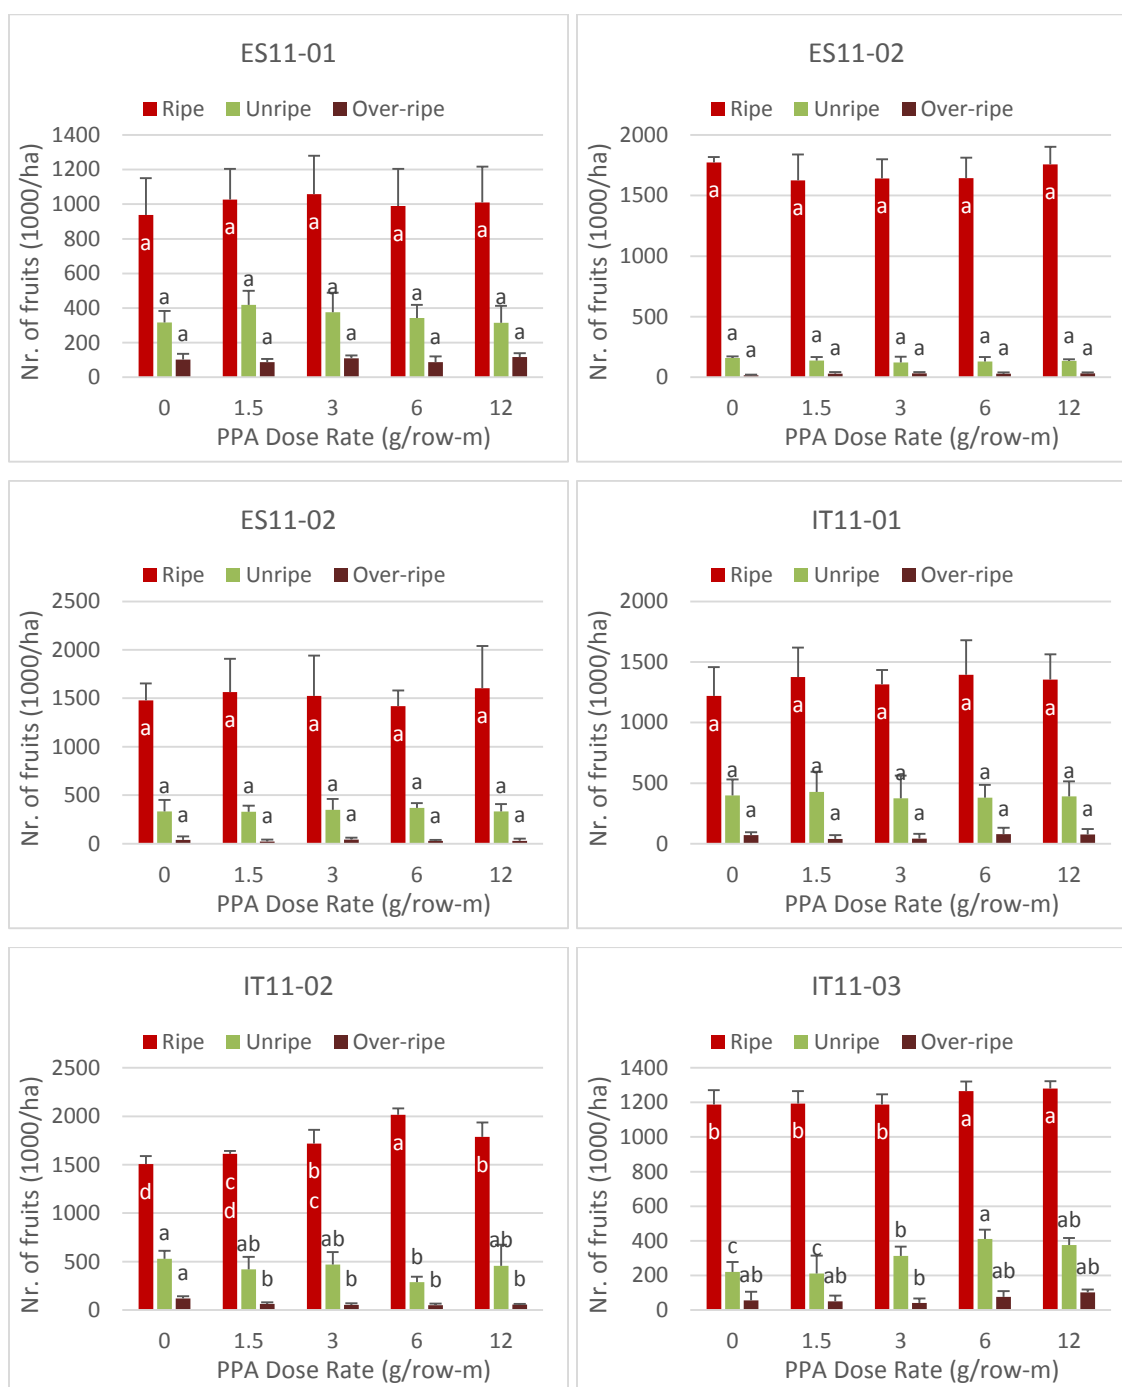 ES11-01
Ripe Unripe Over-ripe
Nr. of fruits (1000/ha)
1400
1200
1000
800
600
400
200
0
a a a a a
a a a a a
a a a a a
0 1.5 3 6 12
PPA Dose Rate (g/row-m)
ES11-02
Ripe Unripe Over-ripe
Nr. of fruits (1000/ha)
2000
1500
1000
500
0
a a a a a
a a a a a
a a a a a
0 1.5 3 6 12
PPA Dose Rate (g/row-m)
ES11-02
Ripe Unripe Over-ripe
Nr. of fruits (1000/ha)
2500
2000
1500
1000
500
0
a a a a a
a a a a a
a a a a a
0 1.5 3 6 12
PPA Dose Rate (g/row-m)
IT11-01
Ripe Unripe Over-ripe
Nr. of fruits (1000/ha)
2000
1500
1000
500
0
a a a a a
a a a a a
a a a a a
0 1.5 3 6 12
PPA Dose Rate (g/row-m)
IT11-02
Ripe Unripe Over-ripe
Nr. of fruits (1000/ha)
2500
2000
1500
1000
500
0
d c b a b
d c
a ab ab b ab
a b b b b
0 1.5 3 6 12
PPA Dose Rate (g/row-m)
IT11-03
Ripe Unripe Over-ripe
Nr. of fruits (1000/ha)
1400
1200
1000
800
600
400
200
0
b b b a a
c c b a ab
ab ab b ab ab
0 1.5 3 6 12
PPA Dose Rate (g/row-m)